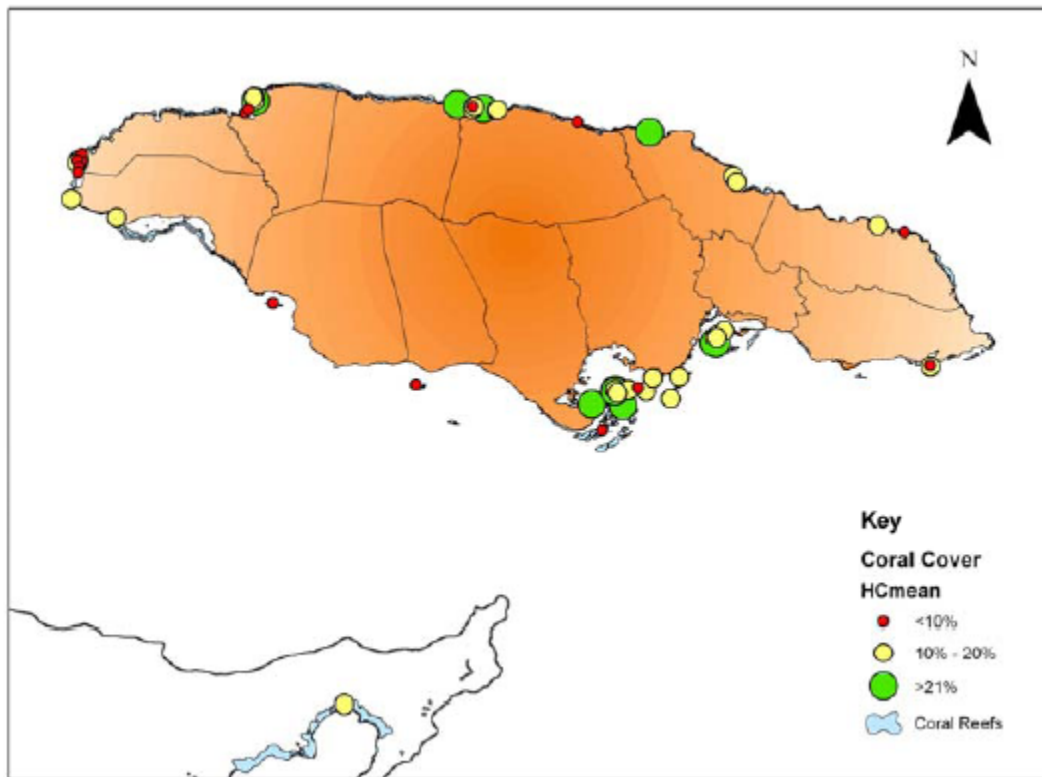 N
Key
Coral Cover
HCmean
<10%
10% - 20%
>21%
Coral Reefs